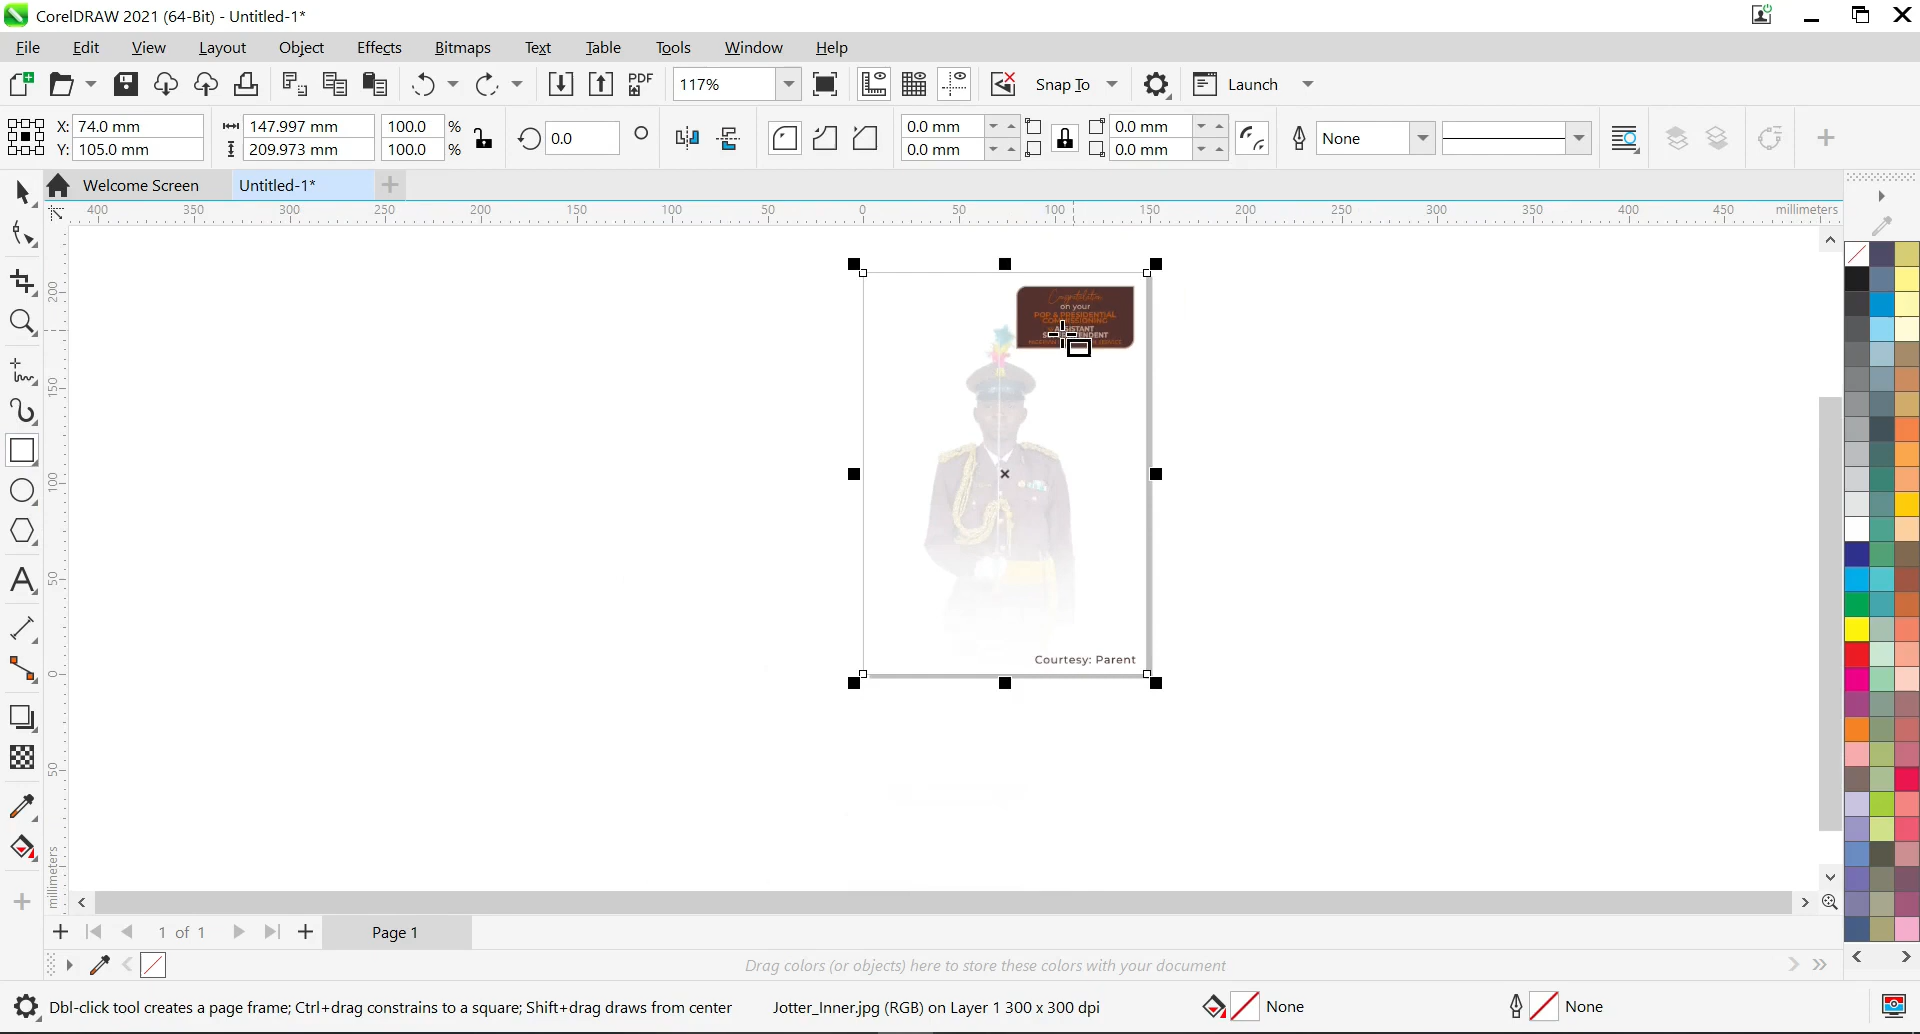 CorelDRAW 2021 (64-Bit) - Untitled-1*
File Edit View Layout Object Effects Bitmaps Text Table Tools Window Help
PDF 117% Snap To Launch
X: 74.0 mm 147.997 mm 100.0 % 0.0 0.0 mm 0.0 mm None
Y: 105.0 mm 209.973 mm 100.0 % 0.0 mm 0.0 mm
Welcome Screen Untitled-1*
400 350 300 250 200 150 100 50 0 50 100 150 200 250 300 350 400 450 millimeters
200
150
100
50
0
50
millimeters
on your
POP & PRESIDENTIAL
Courtesy: Parent
1 of 1 Page 1
Drag colors (or objects) here to store these colors with your document
Dbl-click tool creates a page frame; Ctrl+drag constrains to a square; Shift+drag draws from center Jotter_Inner.jpg (RGB) on Layer 1 300 x 300 dpi None None